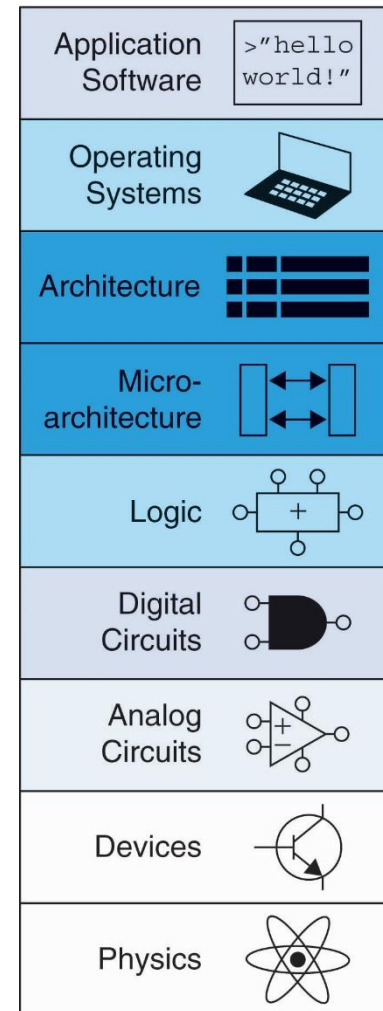 Application
Software
>"hello
world!"
Operating
Systems
Architecture
Micro-
architecture
Logic
+
Digital
Circuits
Analog
Circuits
+
−
Devices
Physics